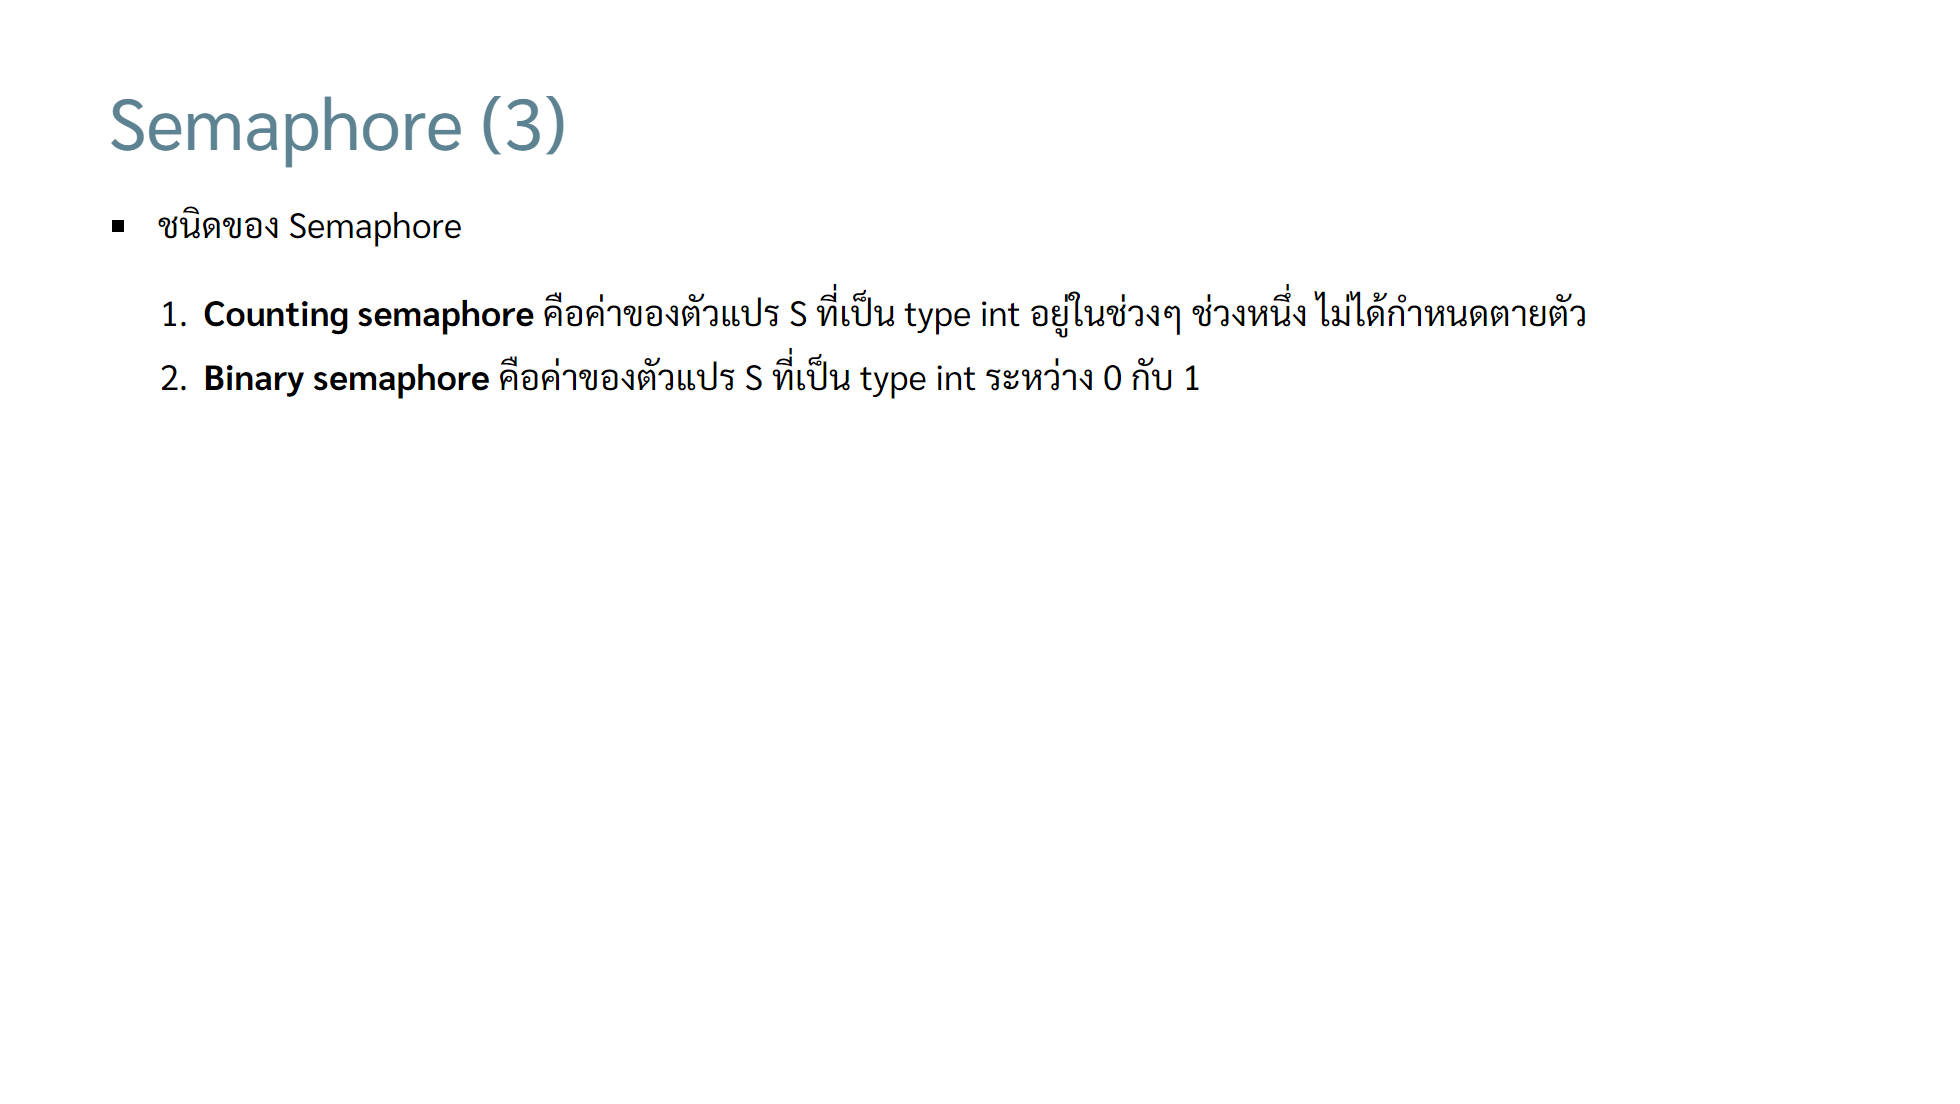 Semaphore (3)
▪ ชนิดของ Semaphore
1. Counting semaphore คือค่าของตัวแปร S ที่เป็น type int อยู่ในช่วงๆ ช่วงหนึ่ง ไม่ได้กำหนดตายตัว
2. Binary semaphore คือค่าของตัวแปร S ที่เป็น type int ระหว่าง 0 กับ 1